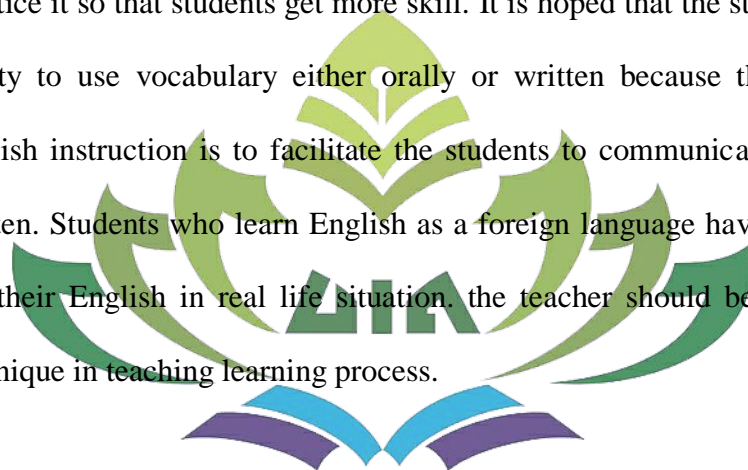 tice it so that students get more skill. It is hoped that the st
ty to use vocabulary either orally or written because th
ish instruction is to facilitate the students to communica
ten. Students who learn English as a foreign language hav
their English in real life situation. the teacher should be
nique in teaching learning process.
UIN